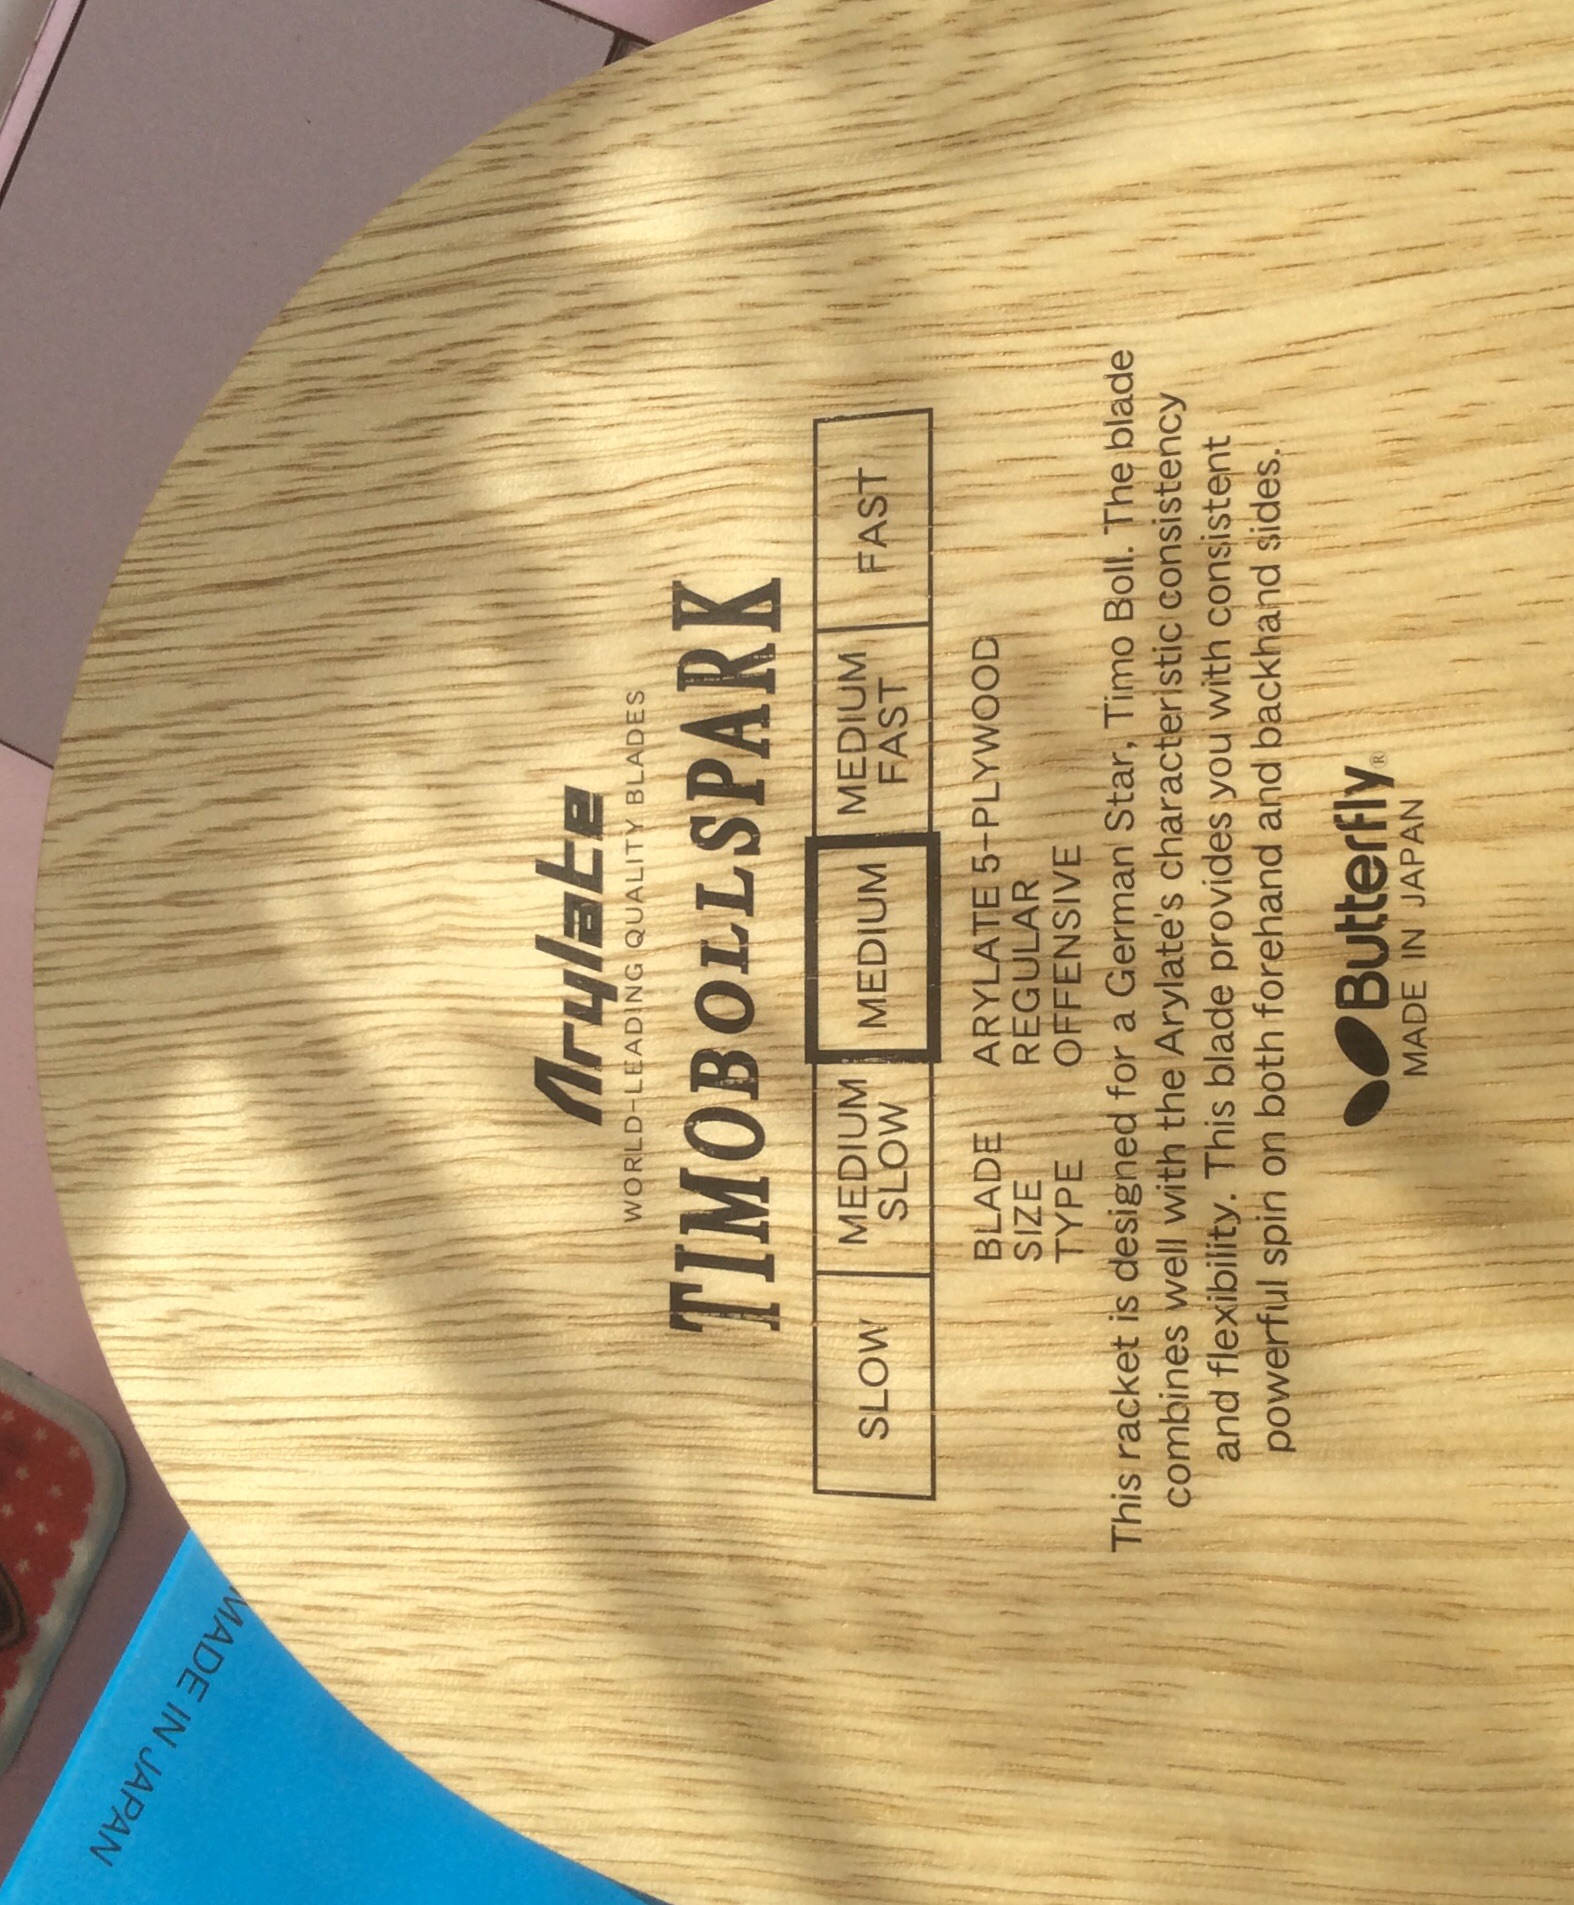 Arylate
WORLD-LEADING QUALITY BLADES
TIMOBOLLSPARK
SLOW
MEDIUM
SLOW
MEDIUM
MEDIUM
FAST
FAST
BLADE ARYLATE 5-PLYWOOD
SIZE REGULAR
TYPE OFFENSIVE
This racket is designed for a German Star, Timo Boll. The blade
combines well with the Arylate's characteristic consistency
and flexibility. This blade provides you with consistent
powerful spin on both forehand and backhand sides.
Butterfly®
MADE IN JAPAN
MADE IN JAPAN